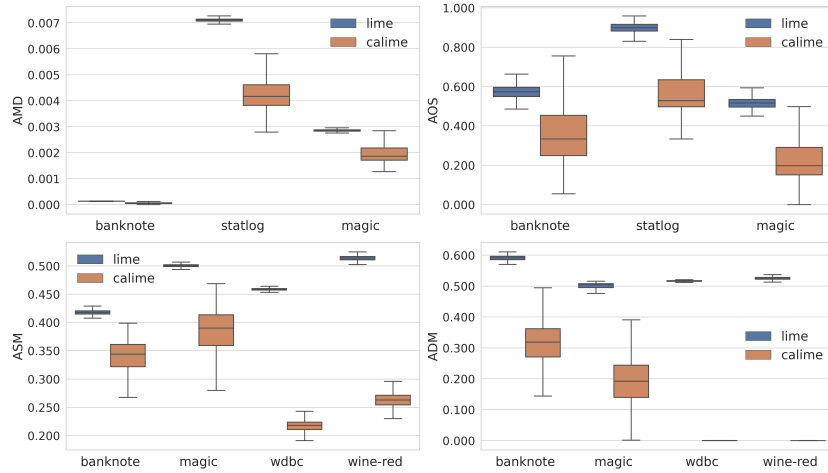 0.007
0.006
0.005
0.004
0.003
0.002
0.001
0.000
AMD
lime
calime
banknote statlog magic
1.000
0.800
0.600
0.400
0.200
0.000
AOS
lime
calime
banknote statlog magic
0.500
0.450
0.400
0.350
0.300
0.250
0.200
ASM
lime
calime
banknote magic wdbc wine-red
0.600
0.500
0.400
0.300
0.200
0.100
0.000
ADM
lime
calime
banknote magic wdbc wine-red